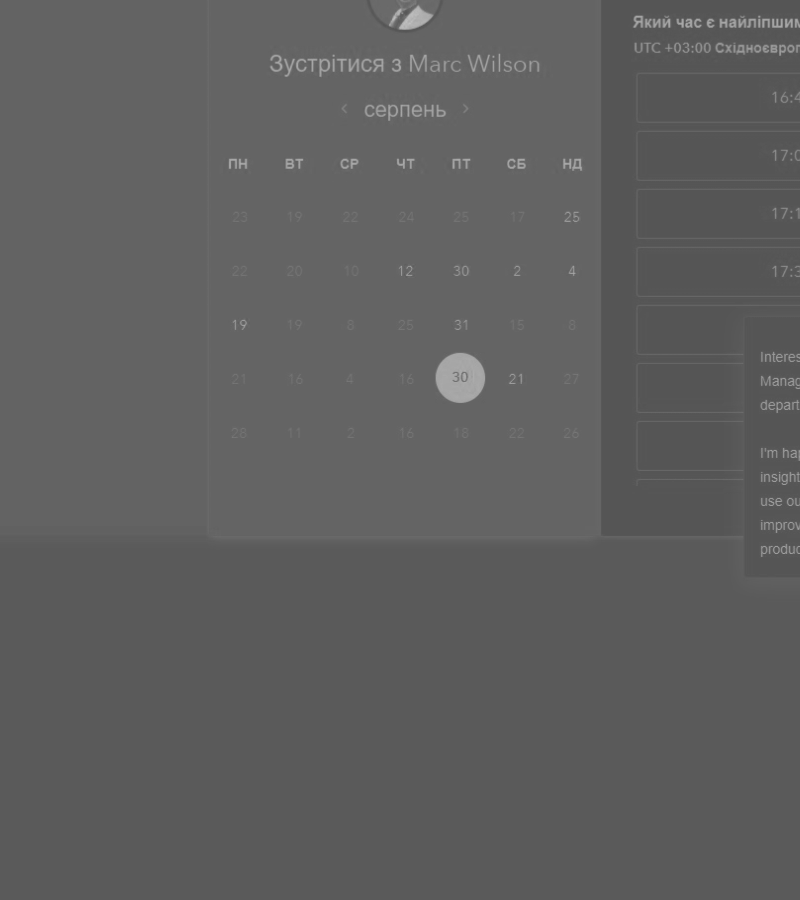 Зустрітися з Marc Wilson
‹ серпень ›
ПН ВТ СР ЧТ ПТ СБ НД
23 19 22 24 25 17 25
22 20 10 12 30 2 4
19 19 8 25 31 15 8
21 16 4 16 30 21 27
28 11 2 16 18 22 26
Який час є найліпшим
UTC +03:00 Східноєвроп
16:4
17:0
17:1
17:3
Interes
Manag
depart
I'm hap
insight
use ou
improv
produc